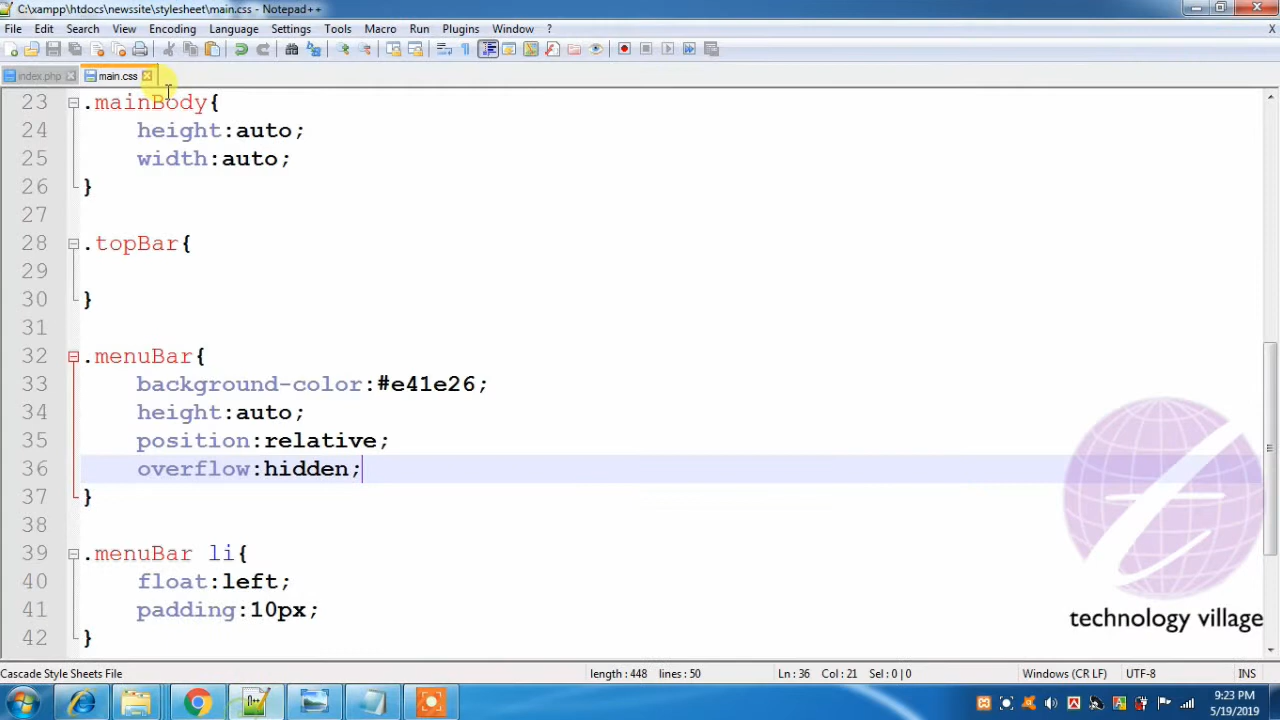 C:\xampp\htdocs\newssite\stylesheet\main.css - Notepad++
File Edit Search View Encoding Language Settings Tools Macro Run Plugins Window ? X
index.php main.css
23 .mainBody{
24 height:auto;
25 width:auto;
26 }
27
28 .topBar{
29
30 }
31
32 .menuBar{
33 background-color:#e41e26;
34 height:auto;
35 position:relative;
36 overflow:hidden;
37 }
38
39 .menuBar li{
40 float:left;
41 padding:10px;
42 }
technology village
Cascade Style Sheets File length : 448 lines : 50 Ln : 36 Col : 21 Sel : 0 | 0 Windows (CR LF) UTF-8 INS
9:23 PM
5/19/2019